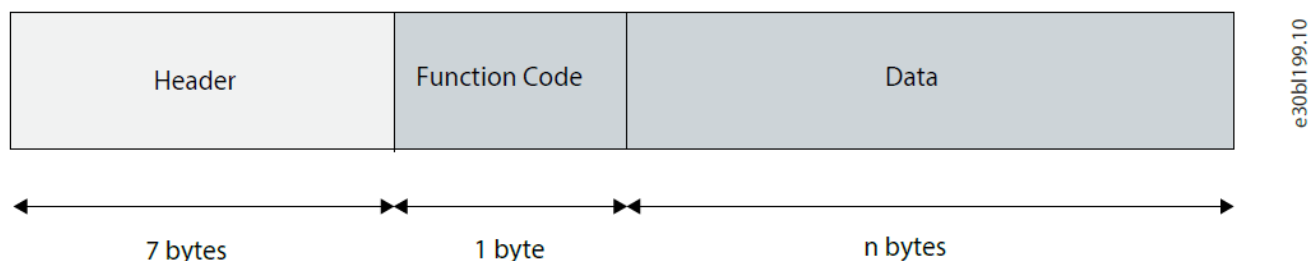 Header
Function Code
Data
7 bytes
1 byte
n bytes
e30bl199.10